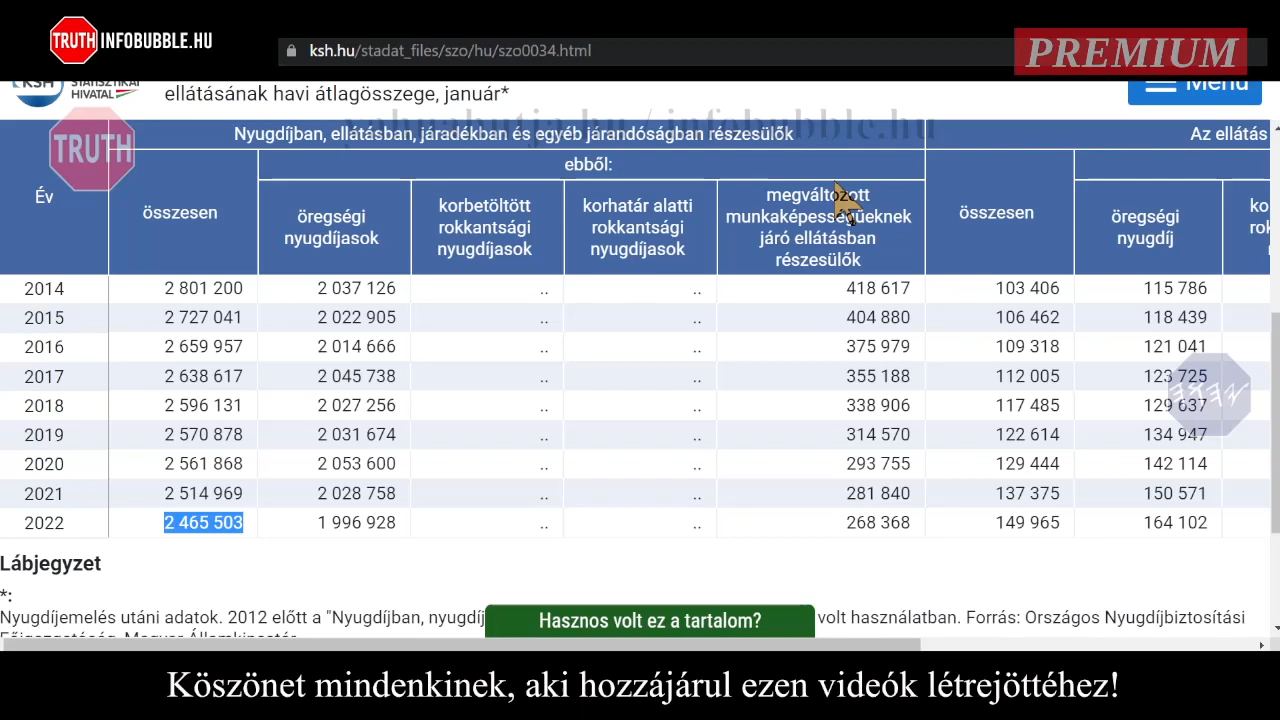 TRUTH INFOBUBBLE.HU
ksh.hu/stadat_files/szo/hu/szo0034.html
PREMIUM
KSH
STATISZTIKAI
HIVATAL
ellátásának havi átlagösszege, január*
Menü
infobubble.hu
TRUTH
Nyugdíjban, ellátásban, járadékban és egyéb járandóságban részesülők
Az ellátás
ebből:
Év
összesen
öregségi
nyugdíjasok
korbetöltött
rokkantsági
nyugdíjasok
korhatár alatti
rokkantsági
nyugdíjasok
megváltozott
munkaképességűeknek
járó ellátásban
részesülők
összesen
öregségi
nyugdíj
2014 2 801 200 2 037 126 .. .. 418 617 103 406 115 786
2015 2 727 041 2 022 905 .. .. 404 880 106 462 118 439
2016 2 659 957 2 014 666 .. .. 375 979 109 318 121 041
2017 2 638 617 2 045 738 .. .. 355 188 112 005 123 725
2018 2 596 131 2 027 256 .. .. 338 906 117 485 129 637
2019 2 570 878 2 031 674 .. .. 314 570 122 614 134 947
2020 2 561 868 2 053 600 .. .. 293 755 129 444 142 114
2021 2 514 969 2 028 758 .. .. 281 840 137 375 150 571
2022 2 465 503 1 996 928 .. .. 268 368 149 965 164 102
Lábjegyzet
*:
Nyugdíjemelés utáni adatok. 2012 előtt a "Nyugdíjban, nyugdíj volt használatban. Forrás: Országos Nyugdíjbiztosítási
Hasznos volt ez a tartalom?
Köszönet mindenkinek, aki hozzájárul ezen videók létrejöttéhez!